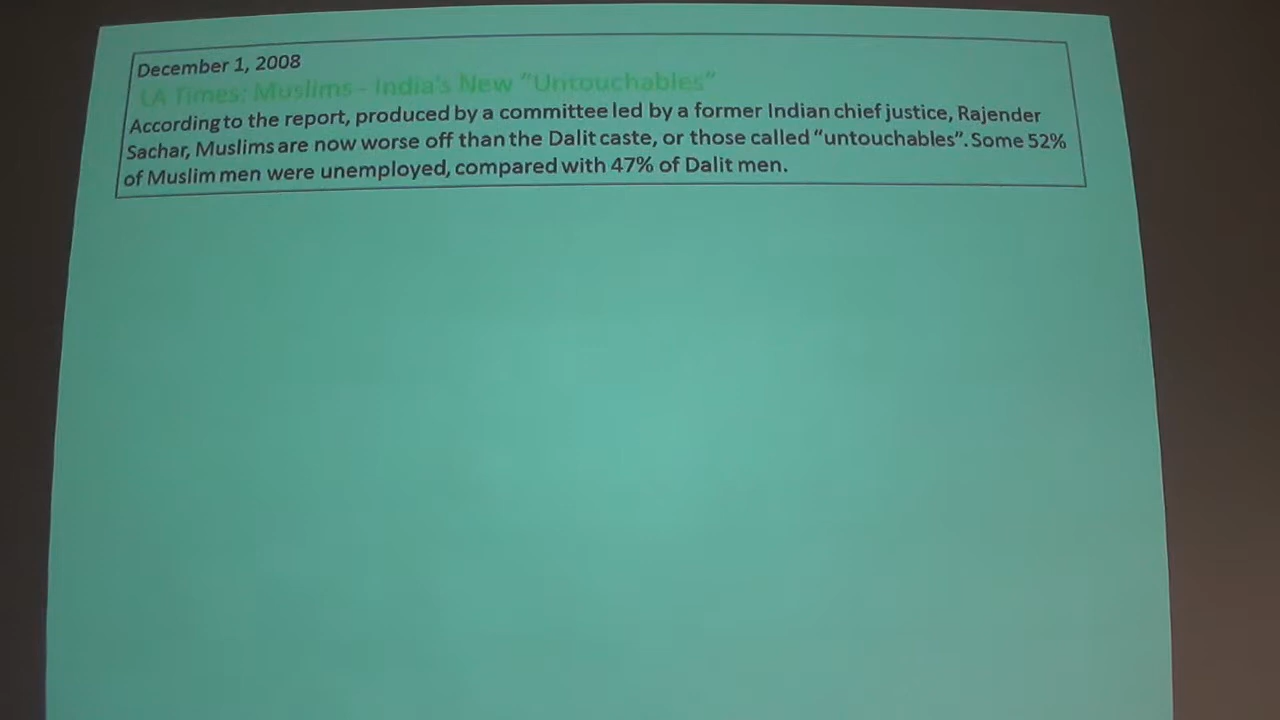 December 1, 2008
LA Times: Muslims - India's New "Untouchables"
According to the report, produced by a committee led by a former Indian chief justice, Rajender
Sachar, Muslims are now worse off than the Dalit caste, or those called "untouchables". Some 52%
of Muslim men were unemployed, compared with 47% of Dalit men.